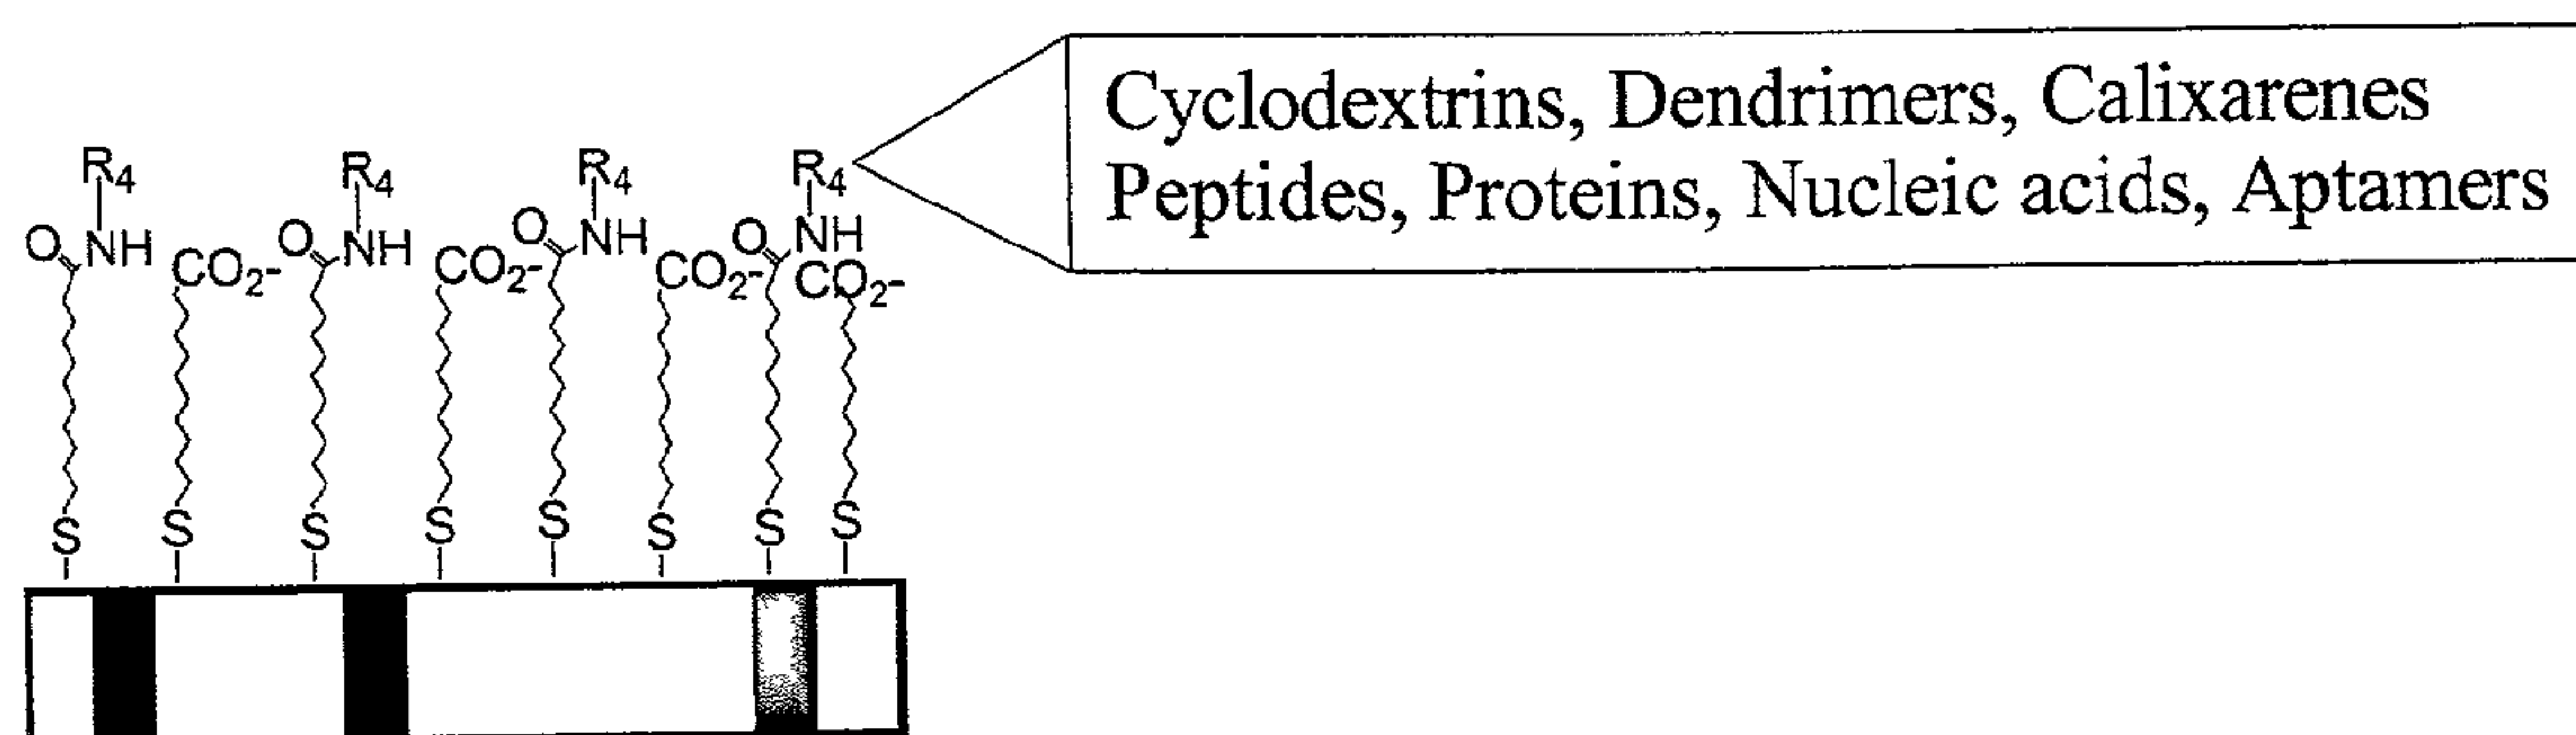 Cyclodextrins, Dendrimers, Calixarenes
Peptides, Proteins, Nucleic acids, Aptamers
R4 R4 R4 R4
O NH CO2- O NH CO2- O NH CO2- O NH CO2-
S S S S S S S S